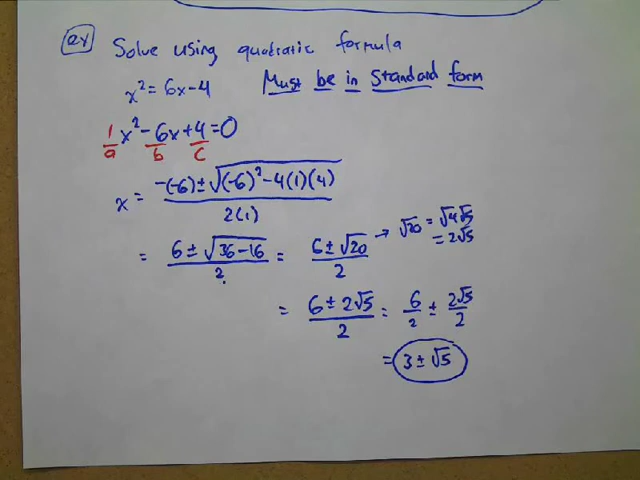 ex Solve using quadratic formula
x² = 6x - 4 Must be in Standard form
1x² - 6x + 4 = 0
a b c
x = -(-6) ± √(-6)² - 4(1)(4) / 2(1)
= 6 ± √36 - 16 / 2 = 6 ± √20 / 2 → √20 = √4√5
= 2√5
= 6 ± 2√5 / 2 = 6/2 ± 2√5/2
= 3 ± √5